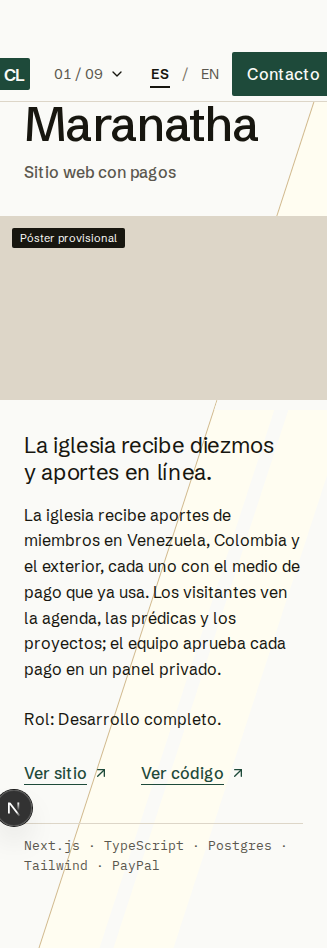 CL 01 / 09 ES / EN Contacto
Maranatha
Sitio web con pagos
Póster provisional
La iglesia recibe diezmos
y aportes en línea.
La iglesia recibe aportes de
miembros en Venezuela, Colombia y
el exterior, cada uno con el medio de
pago que ya usa. Los visitantes ven
la agenda, las prédicas y los
proyectos; el equipo aprueba cada
pago en un panel privado.
Rol: Desarrollo completo.
Ver sitio Ver código
N
Next.js · TypeScript · Postgres ·
Tailwind · PayPal